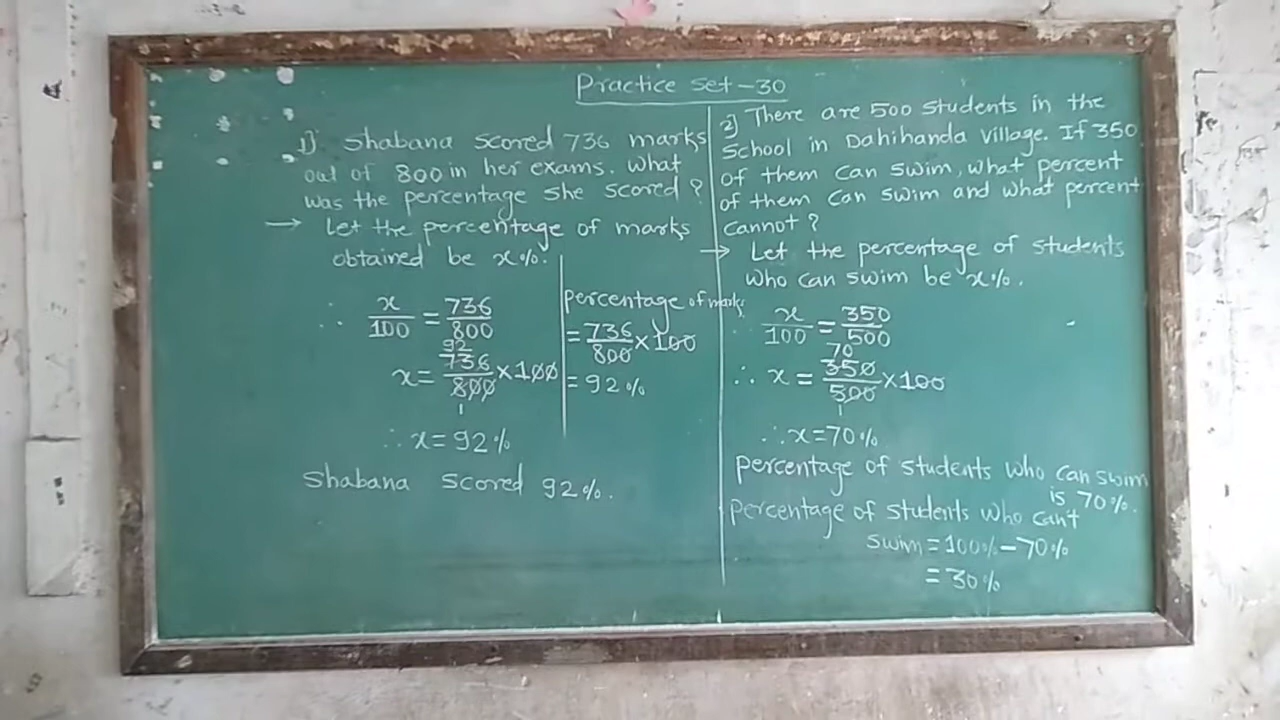 Practice Set-30
1) Shabana scored 736 marks
out of 800 in her exams. What
was the percentage she scored?
→ Let the percentage of marks
obtained be x%.
∴ x/100 = 736/800
92
x = 736/800 × 100
1
∴ x = 92%
Shabana scored 92%.
percentage of marks
= 736/800 × 100
= 92%
2] There are 500 students in the
School in Dahihanda village. If 350
of them can swim, what percent
of them can swim and what percent
cannot?
→ Let the percentage of students
who can swim be x%.
∴ x/100 = 350/500
70
∴ x = 350/500 × 100
1
∴ x = 70%
percentage of students who can swim
is 70%.
Percentage of students who can't
swim = 100% - 70%
= 30%